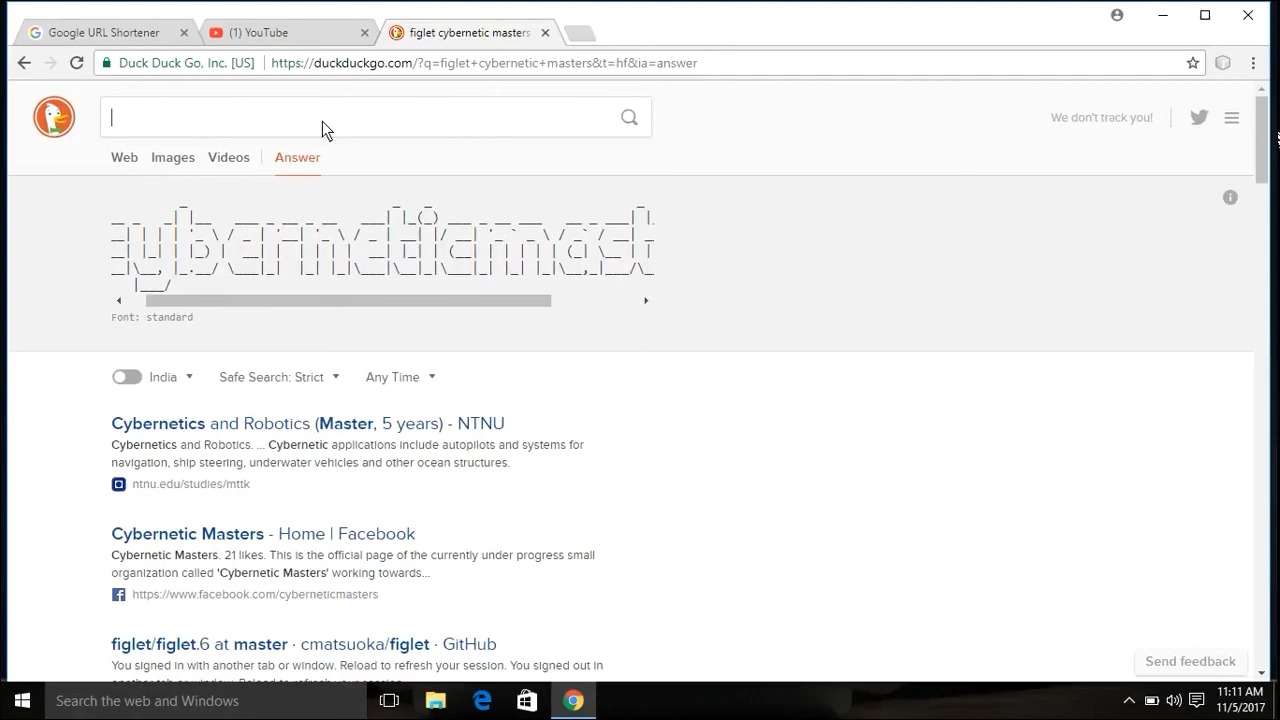 Google URL Shortener
(1) YouTube
figlet cybernetic masters
Duck Duck Go, Inc. [US]
https://duckduckgo.com/?q=figlet+cybernetic+masters&t=hf&ia=answer
We don't track you!
Web
Images
Videos
Answer
Font: standard
India
Safe Search: Strict
Any Time
Cybernetics and Robotics (Master, 5 years) - NTNU
Cybernetics and Robotics. ... Cybernetic applications include autopilots and systems for
navigation, ship steering, underwater vehicles and other ocean structures.
ntnu.edu/studies/mttk
Cybernetic Masters - Home | Facebook
Cybernetic Masters. 21 likes. This is the official page of the currently under progress small
organization called 'Cybernetic Masters' working towards...
https://www.facebook.com/cyberneticmasters
figlet/figlet.6 at master · cmatsuoka/figlet · GitHub
You signed in with another tab or window. Reload to refresh your session. You signed out in
Send feedback
Search the web and Windows
11:11 AM
11/5/2017